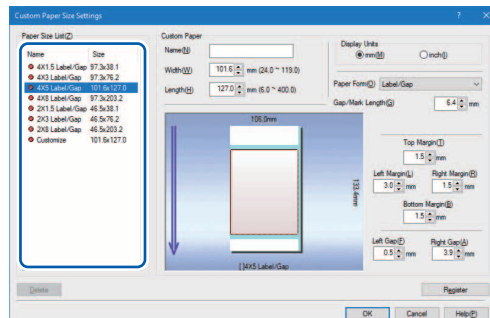 Custom Paper Size Settings
? ×
Paper Size List(Z)
Name Size
4X1.5 Label/Gap 97.3x38.1
4X3 Label/Gap 97.3x76.2
4X5 Label/Gap 101.6x127.0
4X8 Label/Gap 97.3x203.2
2X1.5 Label/Gap 46.5x38.1
2X3 Label/Gap 46.5x76.2
2X8 Label/Gap 46.5x203.2
Customize 101.6x127.0
Delete
Custom Paper
Name(N)
Width(W) 101.6 mm (24.0 ~ 119.0)
Length(H) 127.0 mm (6.0 ~ 400.0)
Display Units
mm(M) inch(I)
Paper Form(O) Label/Gap
Gap/Mark Length(G) 6.4 mm
106.0mm
133.4mm
[]4X5 Label/Gap
Top Margin(T)
1.5 mm
Left Margin(L) Right Margin(R)
3.0 mm 1.5 mm
Bottom Margin(B)
1.5 mm
Left Gap(F) Right Gap(A)
0.5 mm 3.9 mm
Register
OK Cancel Help(P)